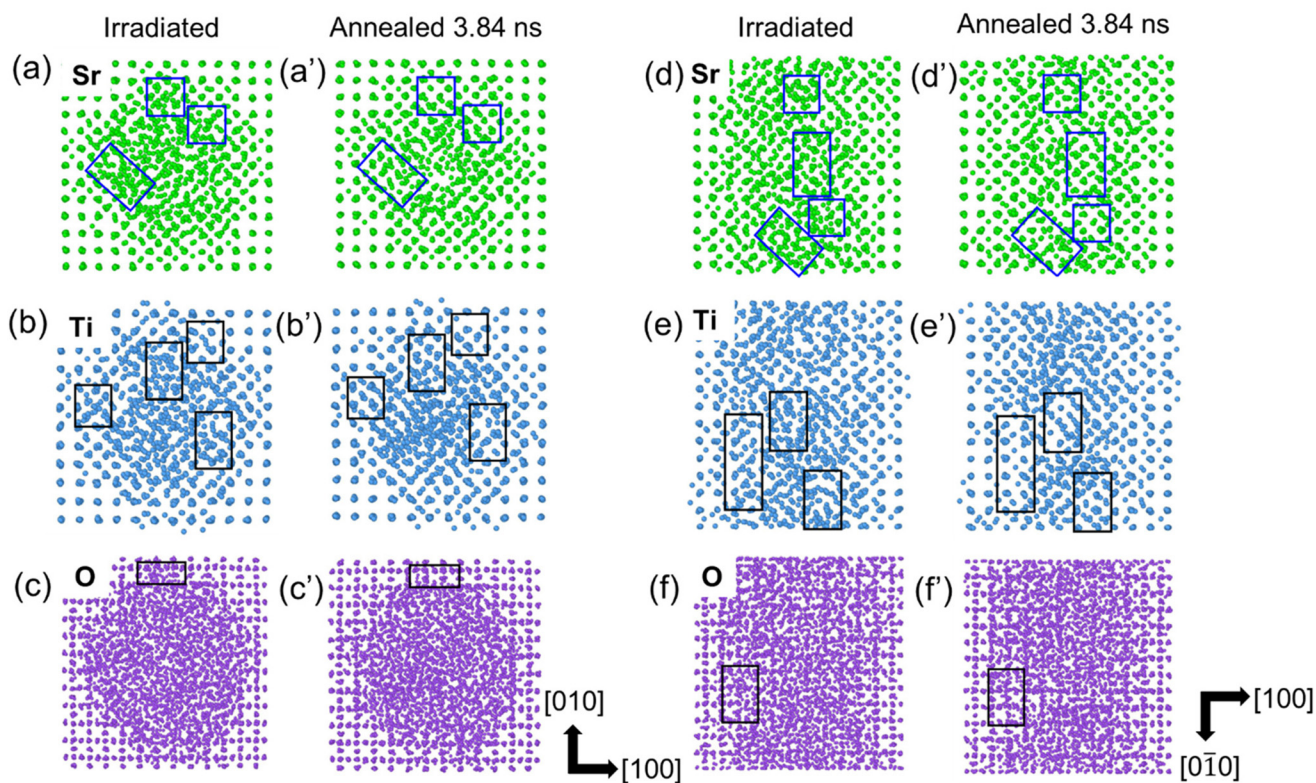 Irradiated
Annealed 3.84 ns
Irradiated
Annealed 3.84 ns
(a) Sr
(a')
(d) Sr
(d')
(b) Ti
(b')
(e) Ti
(e')
(c) O
(c')
(f) O
(f')
[010]
[100]
[100]
[01̄0]